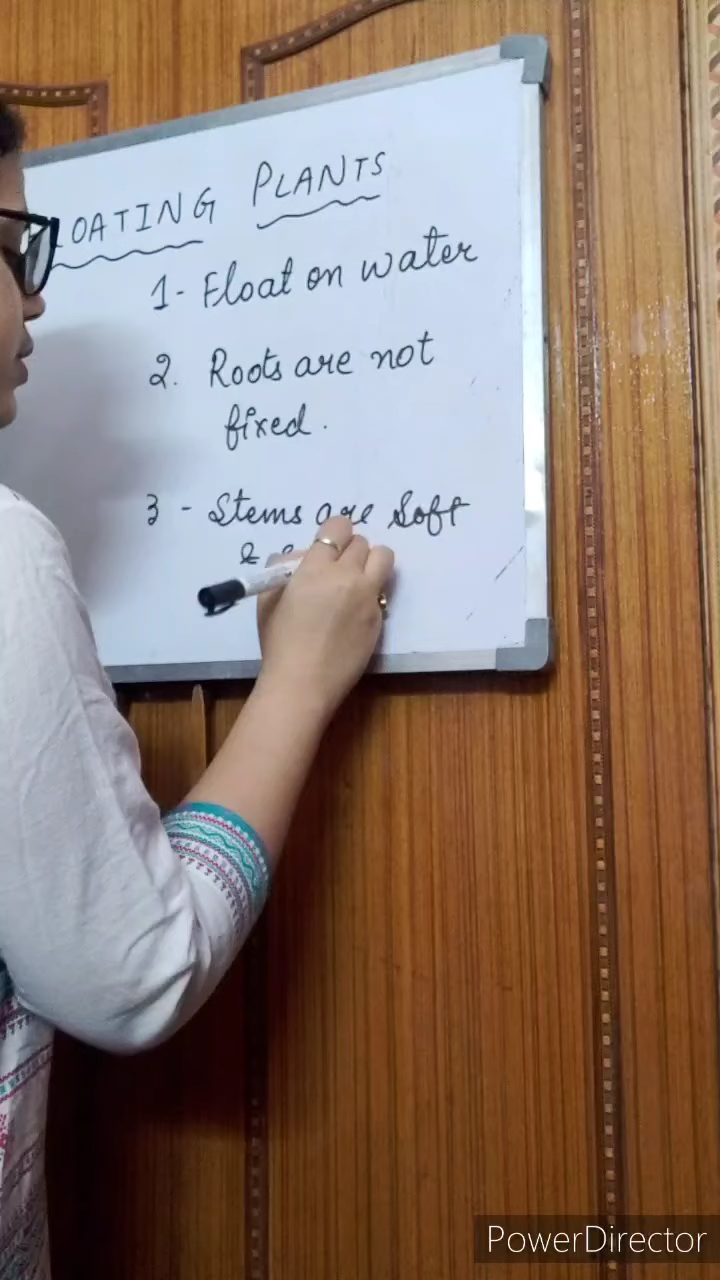 LOATING PLANTS
1- Float on water
2. Roots are not
fixed.
3 - Stems are Soft
&
PowerDirector